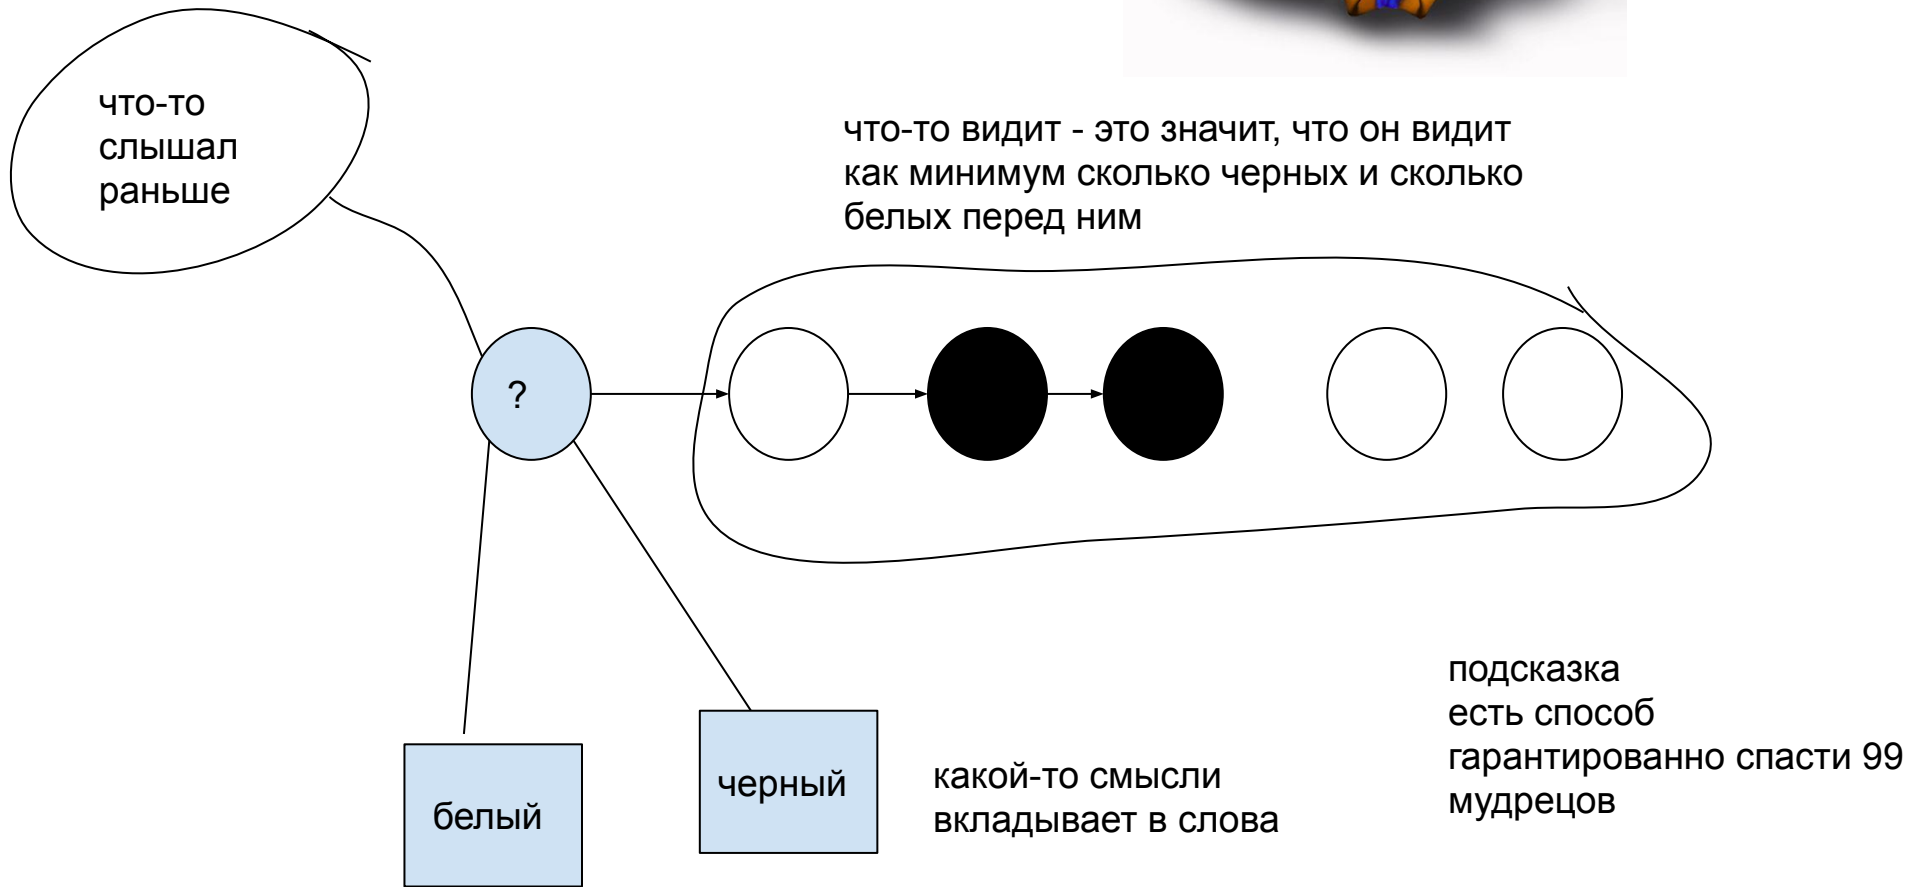 что-то
слышал
раньше
что-то видит - это значит, что он видит
как минимум сколько черных и сколько
белых перед ним
?
белый
черный
какой-то смысли
вкладывает в слова
подсказка
есть способ
гарантированно спасти 99
мудрецов